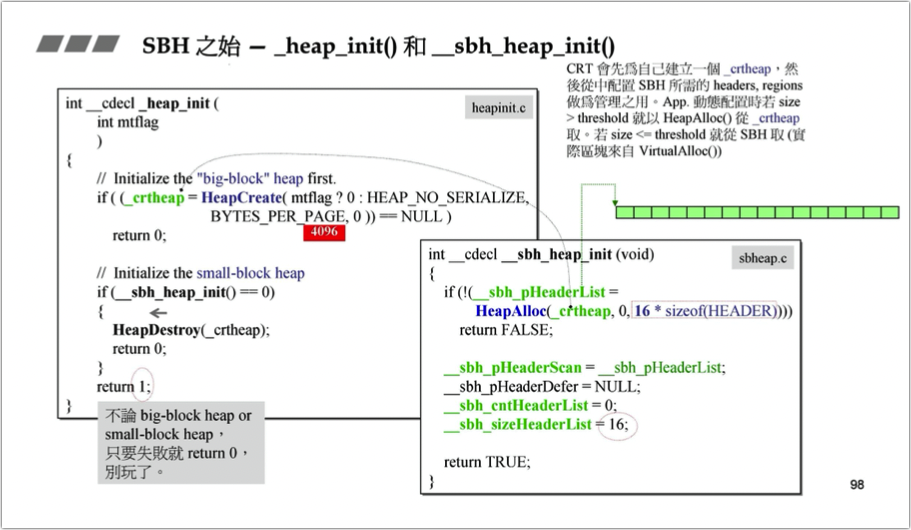 SBH 之始 – _heap_init() 和 __sbh_heap_init()
CRT 會先為自己建立一個 _crtheap，然
後從中配置 SBH 所需的 headers, regions
做為管理之用。App. 動態配置時若 size
> threshold 就以 HeapAlloc() 從 _crtheap
取。若 size <= threshold 就從 SBH 取 (實
際區塊來自 VirtualAlloc())
heapinit.c
int __cdecl _heap_init (
int mtflag
)
{
// Initialize the "big-block" heap first.
if ( (_crtheap = HeapCreate( mtflag ? 0 : HEAP_NO_SERIALIZE,
BYTES_PER_PAGE, 0 )) == NULL )
4096
return 0;
// Initialize the small-block heap
if (__sbh_heap_init() == 0)
{
HeapDestroy(_crtheap);
return 0;
}
return 1;
}
不論 big-block heap or
small-block heap，
只要失敗就 return 0，
別玩了。
sbheap.c
int __cdecl __sbh_heap_init (void)
{
if (!(__sbh_pHeaderList =
HeapAlloc(_crtheap, 0, 16 * sizeof(HEADER))))
return FALSE;
__sbh_pHeaderScan = __sbh_pHeaderList;
__sbh_pHeaderDefer = NULL;
__sbh_cntHeaderList = 0;
__sbh_sizeHeaderList = 16;
return TRUE;
}
98